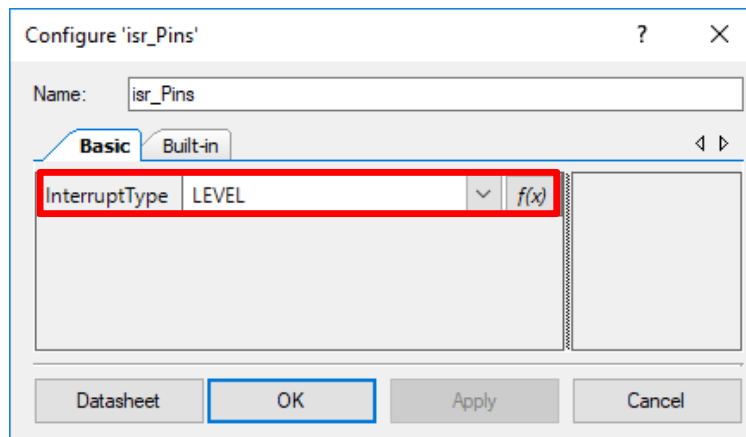 Configure 'isr_Pins'
? ×
Name: isr_Pins
Basic Built-in
InterruptType LEVEL f(x)
Datasheet OK Apply Cancel